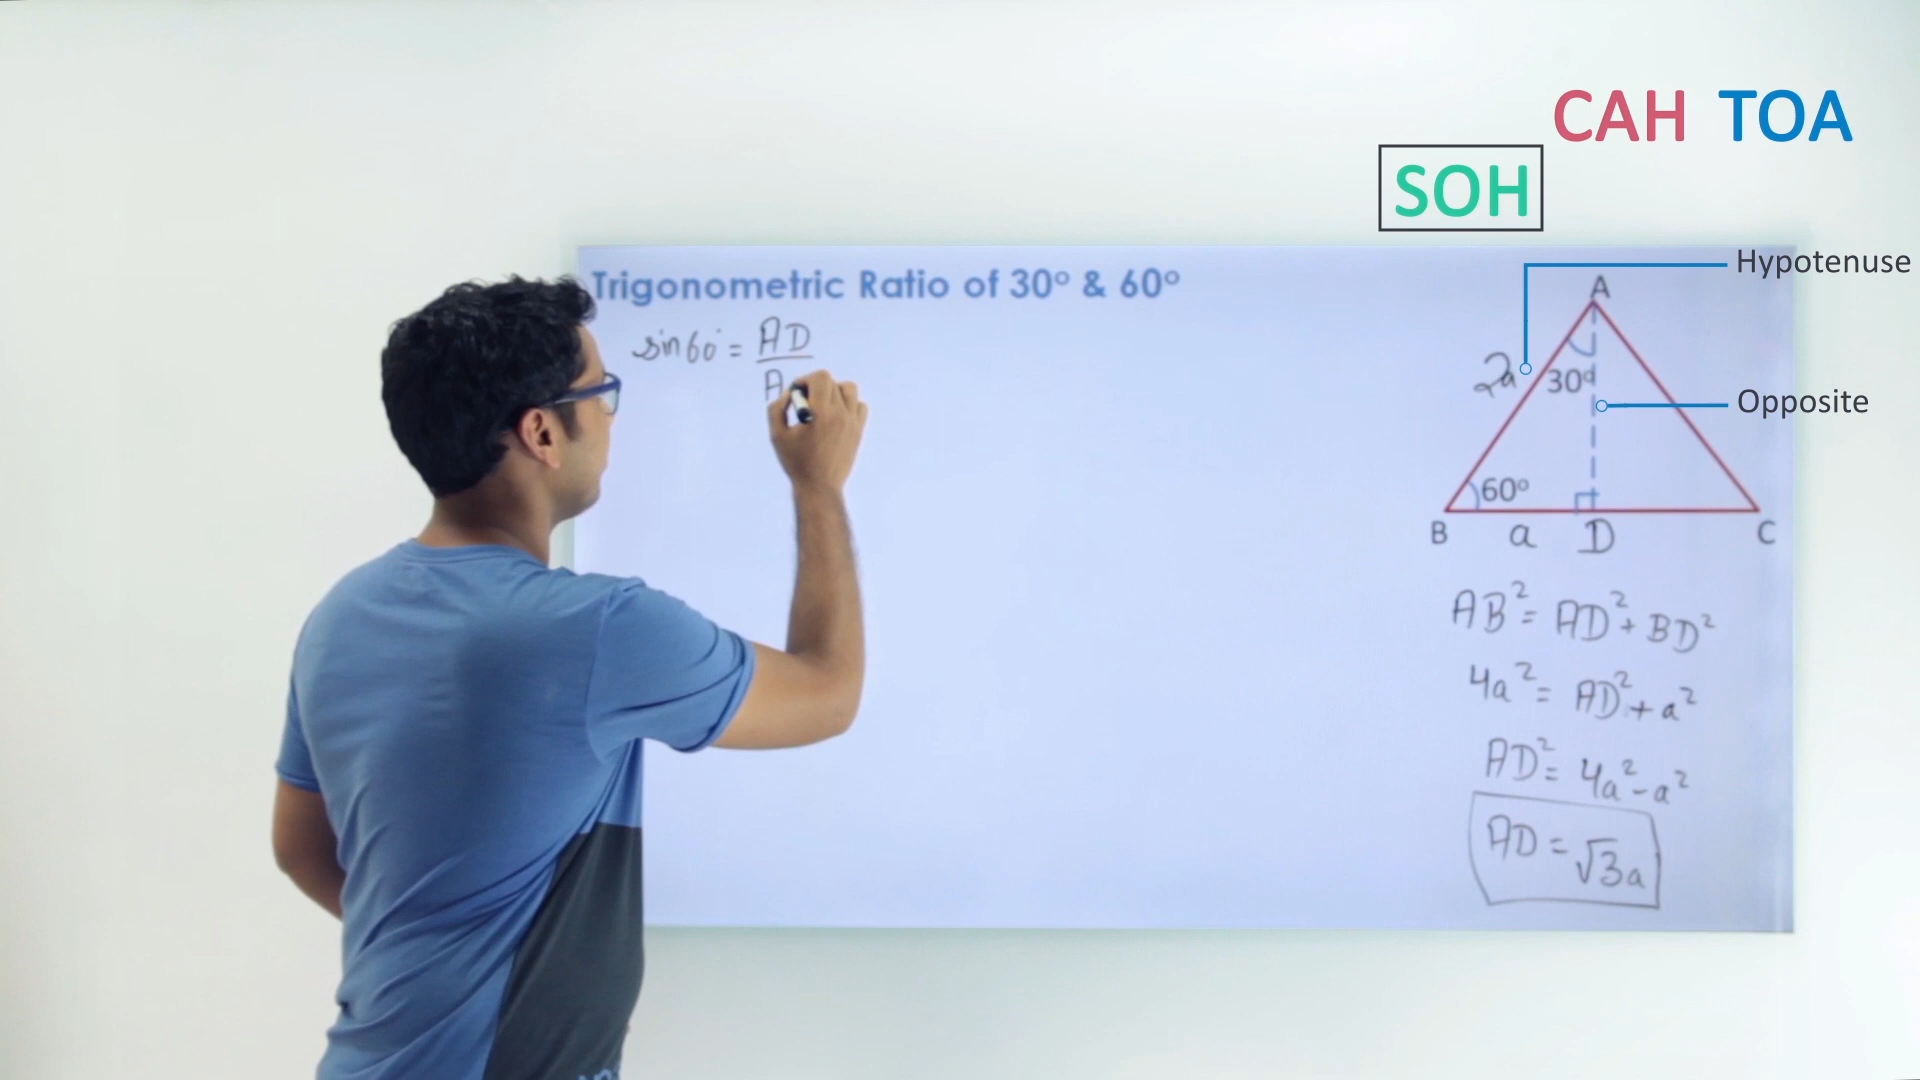 CAH TOA
SOH
Trigonometric Ratio of 30° & 60°
sin 60° = AD
A
Hypotenuse
A
2a
30°
Opposite
60°
B
a
D
C
AB² = AD² + BD²
4a² = AD² + a²
AD² = 4a² - a²
AD = √3a